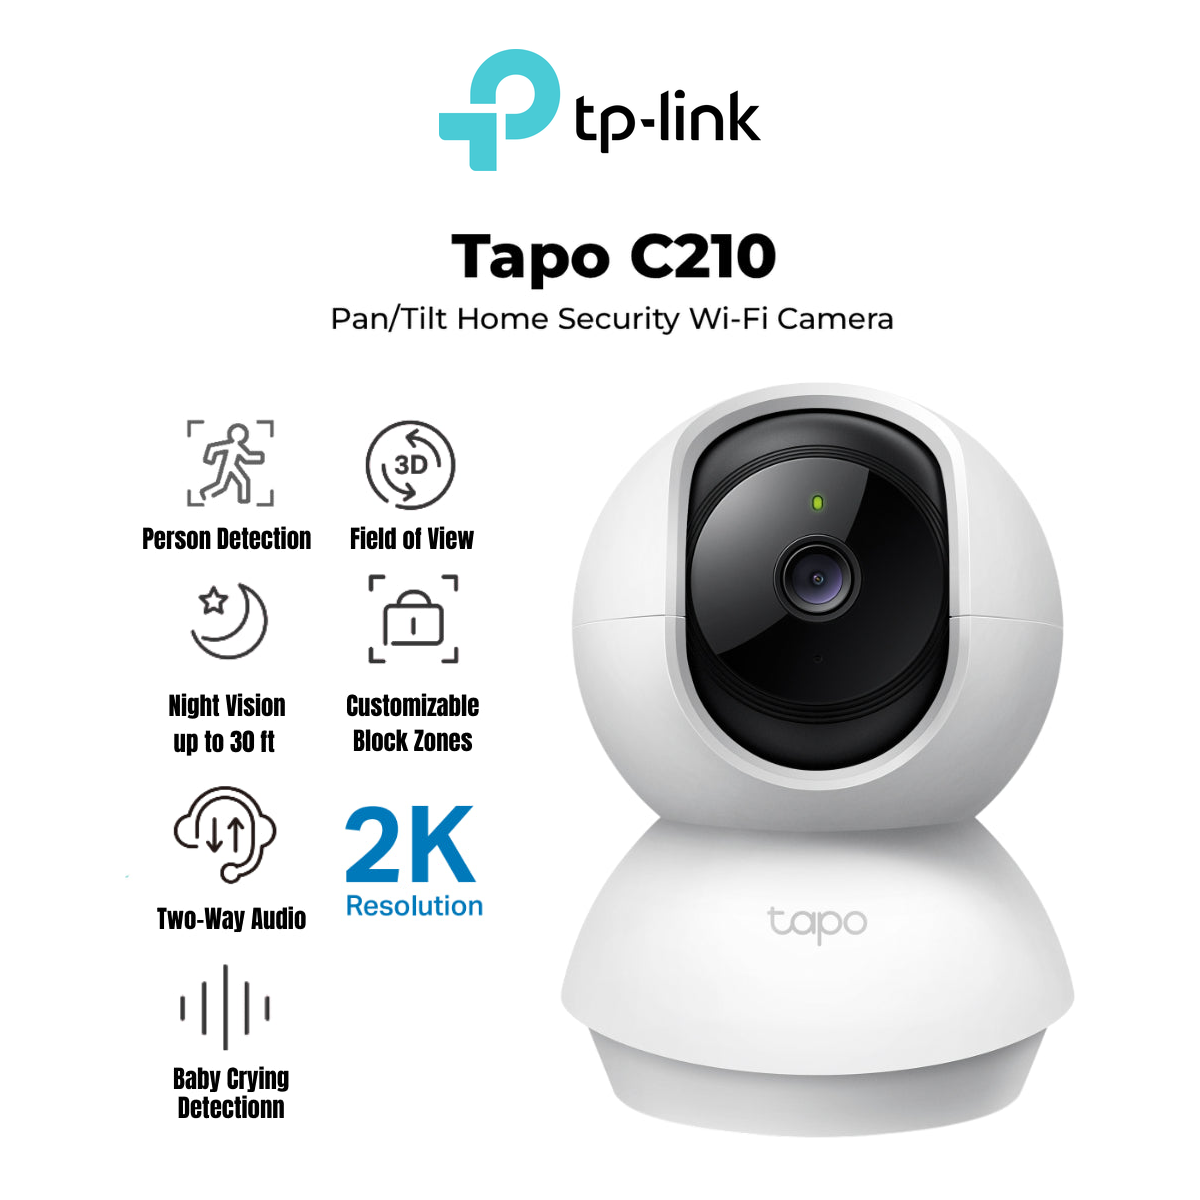 tp-link
Tapo C210
Pan/Tilt Home Security Wi-Fi Camera
3D
Person Detection
Field of View
Night Vision
up to 30 ft
Customizable
Block Zones
Two-Way Audio
2K
Resolution
Baby Crying
Detectionn
tapo